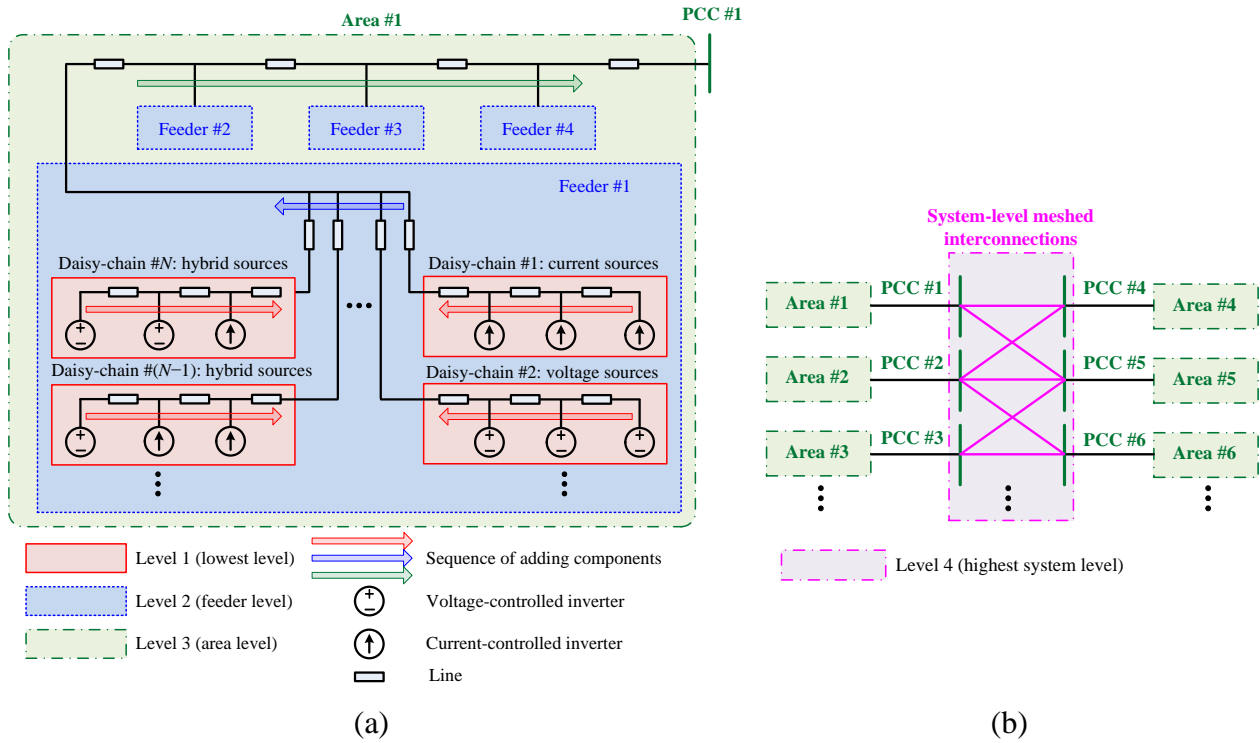 Area #1
PCC #1
Feeder #2
Feeder #3
Feeder #4
Feeder #1
Daisy-chain #N: hybrid sources
Daisy-chain #1: current sources
Daisy-chain #(N−1): hybrid sources
Daisy-chain #2: voltage sources
Level 1 (lowest level)
Level 2 (feeder level)
Level 3 (area level)
Sequence of adding components
Voltage-controlled inverter
Current-controlled inverter
Line
(a)
System-level meshed
interconnections
Area #1
PCC #1
PCC #4
Area #4
Area #2
PCC #2
PCC #5
Area #5
Area #3
PCC #3
PCC #6
Area #6
Level 4 (highest system level)
(b)